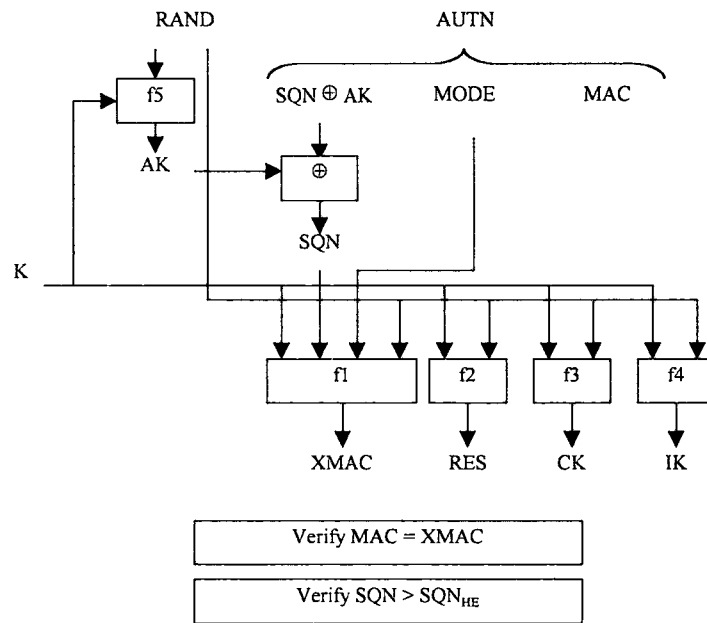 RAND AUTN
f5 SQN ⊕ AK MODE MAC
AK ⊕
SQN
K
f1 f2 f3 f4
XMAC RES CK IK
Verify MAC = XMAC
Verify SQN > SQN_HE